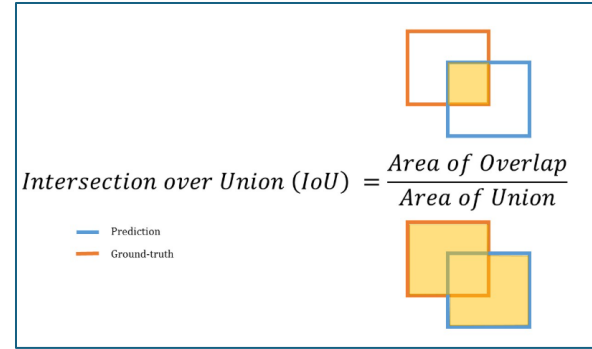 Intersection over Union (IoU) = Area of Overlap / Area of Union
Prediction
Ground-truth